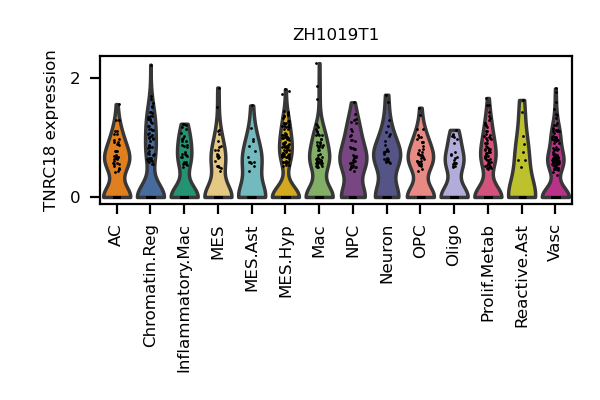 ZH1019T1
TNRC18 expression
2
0
AC
Chromatin.Reg
Inflammatory.Mac
MES
MES.Ast
MES.Hyp
Mac
NPC
Neuron
OPC
Oligo
Prolif.Metab
Reactive.Ast
Vasc